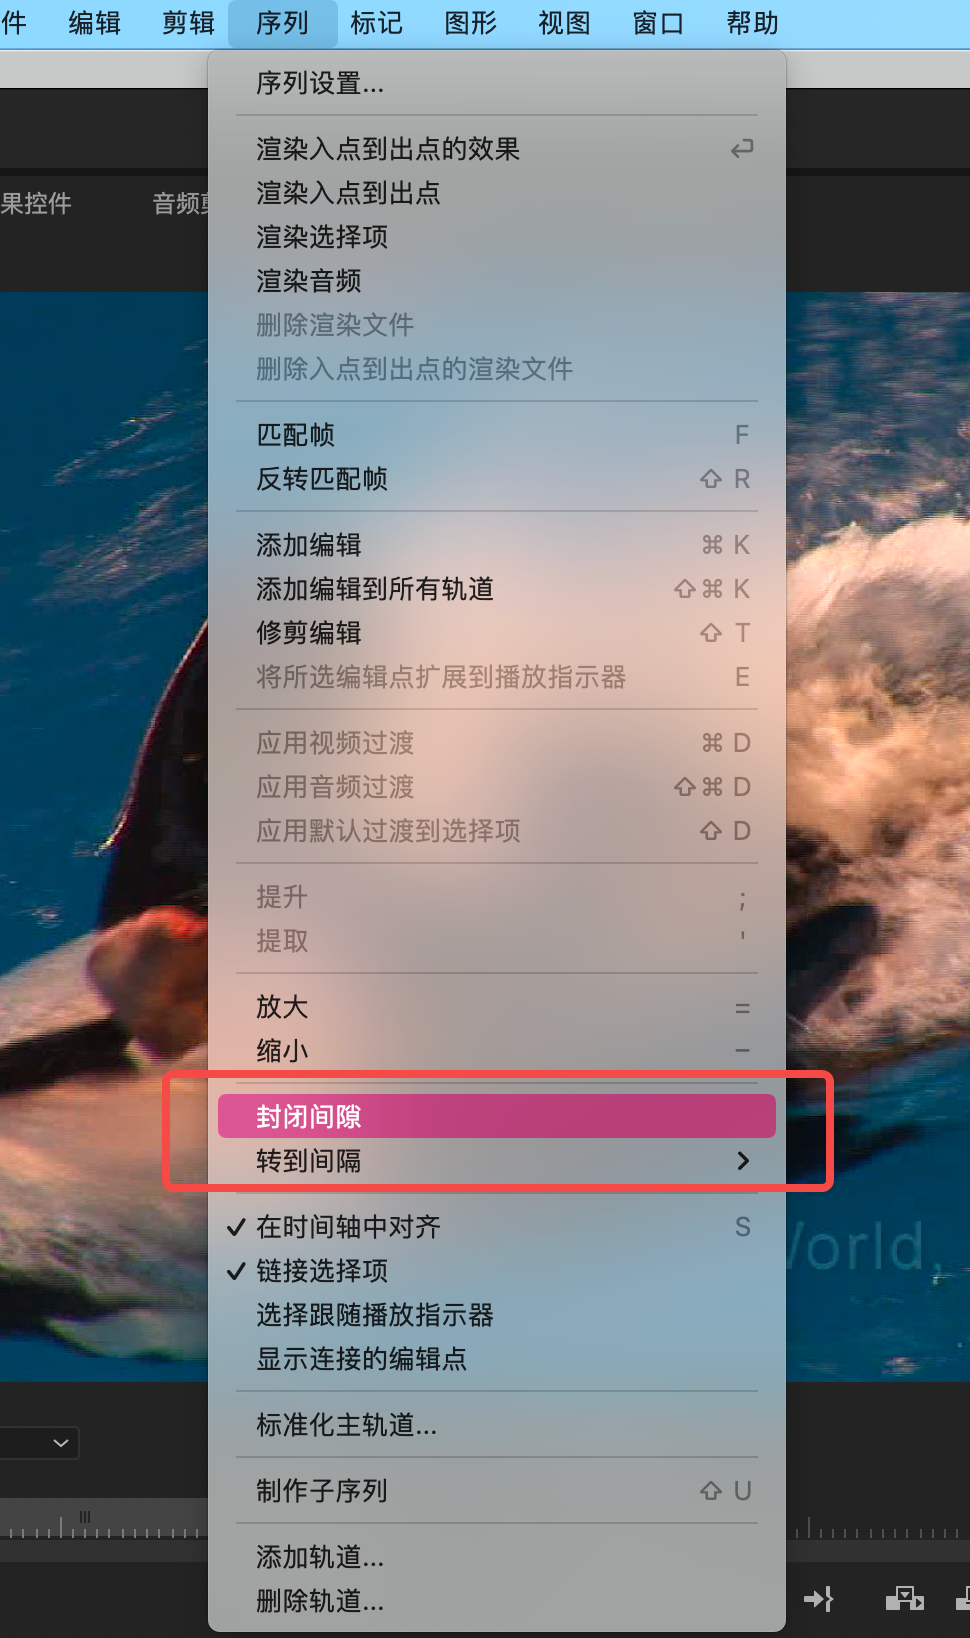 件 编辑 剪辑 序列 标记 图形 视图 窗口 帮助
序列设置...
渲染入点到出点的效果
渲染入点到出点
果控件 音频
渲染选择项
渲染音频
删除渲染文件
删除入点到出点的渲染文件
匹配帧 F
反转匹配帧 ⇧ R
添加编辑 ⌘ K
添加编辑到所有轨道 ⇧⌘ K
修剪编辑 ⇧ T
将所选编辑点扩展到播放指示器 E
应用视频过渡 ⌘ D
应用音频过渡 ⇧⌘ D
应用默认过渡到选择项 ⇧ D
提升 ;
提取 '
放大 =
缩小 −
封闭间隙
转到间隔
✓ 在时间轴中对齐 S
orld,
✓ 链接选择项
选择跟随播放指示器
显示连接的编辑点
标准化主轨道...
制作子序列 ⇧ U
添加轨道...
删除轨道...